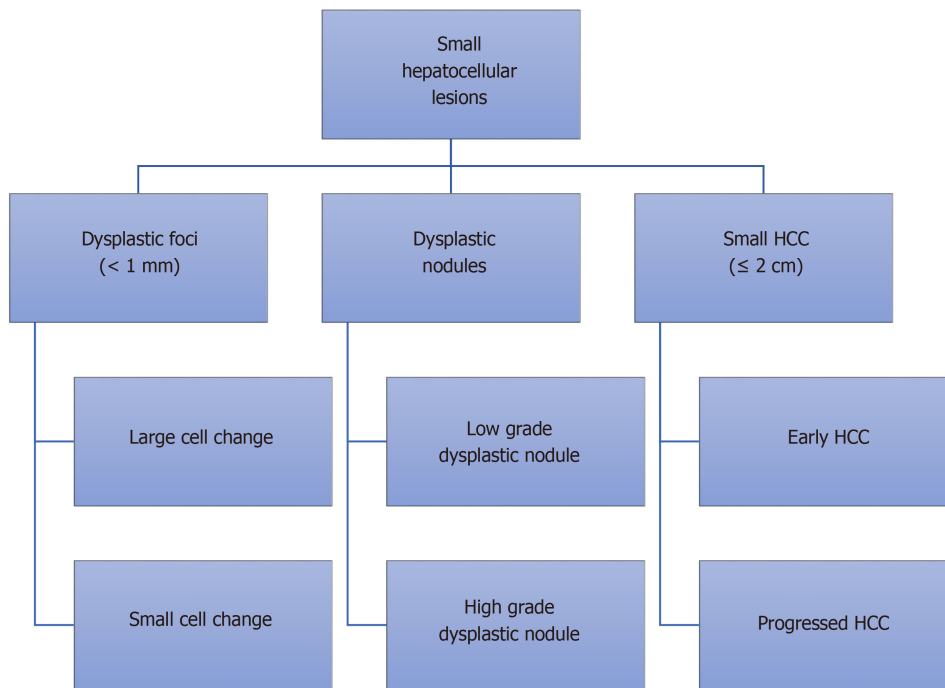 Small
hepatocellular
lesions
Dysplastic foci
(< 1 mm)
Dysplastic
nodules
Small HCC
(≤ 2 cm)
Large cell change
Low grade
dysplastic nodule
Early HCC
Small cell change
High grade
dysplastic nodule
Progressed HCC